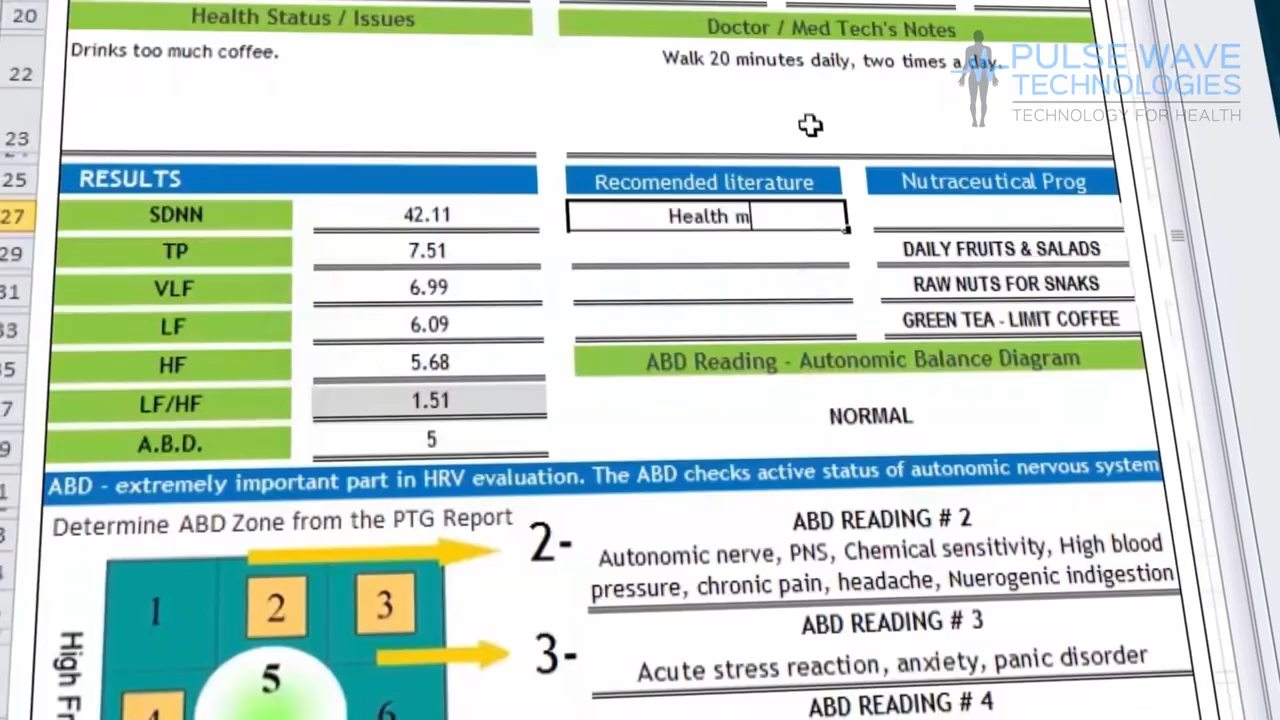 20
Health Status / Issues
Doctor / Med Tech's Notes
Drinks too much coffee.
Walk 20 minutes daily, two times a day.
22
PULSE WAVE
TECHNOLOGIES
TECHNOLOGY FOR HEALTH
23
25
RESULTS
Recomended literature
Nutraceutical Prog
27
SDNN
42.11
Health m
29
TP
7.51
DAILY FRUITS & SALADS
31
VLF
6.99
RAW NUTS FOR SNAKS
33
LF
6.09
GREEN TEA - LIMIT COFFEE
HF
5.68
ABD Reading - Autonomic Balance Diagram
LF/HF
1.51
NORMAL
A.B.D.
5
ABD - extremely important part in HRV evaluation. The ABD checks active status of autonomic nervous system
Determine ABD Zone from the PTG Report
2-
ABD READING # 2
Autonomic nerve, PNS, Chemical sensitivity, High blood
pressure, chronic pain, headache, Nuerogenic indigestion
1
2
3
3-
ABD READING # 3
Acute stress reaction, anxiety, panic disorder
High Fr
5
4
6
ABD READING # 4